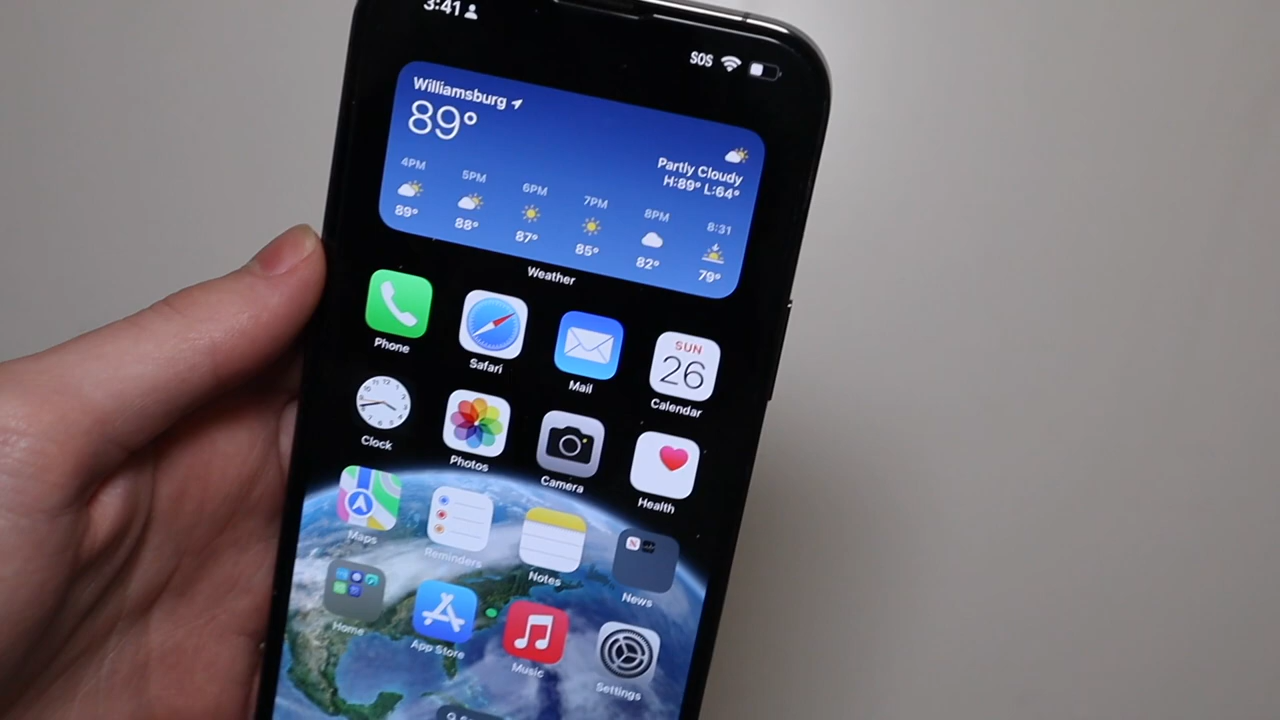 3:41
SOS
Williamsburg
89°
Partly Cloudy
H:89° L:64°
4PM 5PM 6PM 7PM 8PM 8:31
89° 88° 87° 85° 82° 79°
Weather
SUN
26
Phone Safari Mail Calendar
Clock Photos Camera Health
Maps Reminders Notes News
Home App Store Music Settings